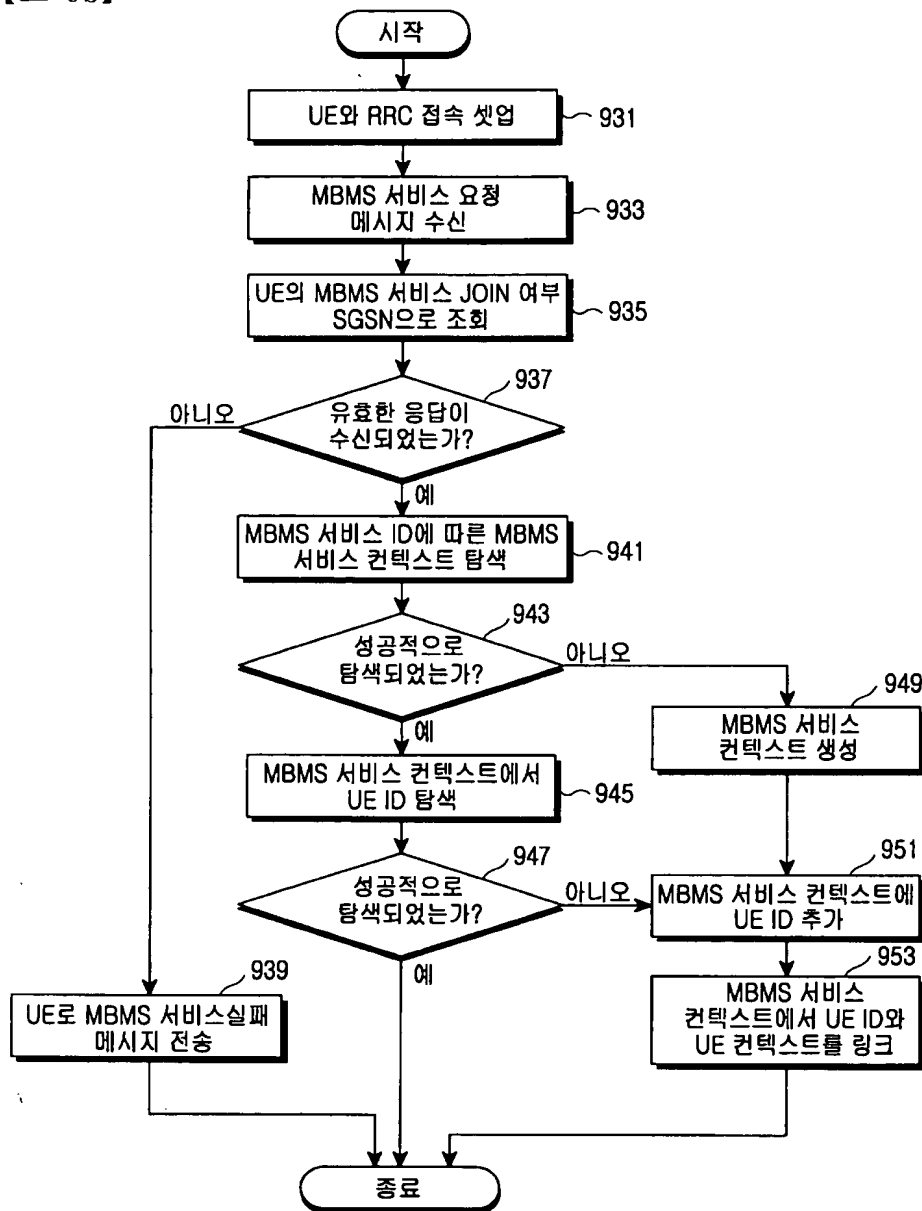 시작
UE와 RRC 접속 셋업
931
MBMS 서비스 요청
메시지 수신
933
UE의 MBMS 서비스 JOIN 여부
SGSN으로 조회
935
937
아니오
유효한 응답이
수신되었는가?
예
MBMS 서비스 ID에 따른 MBMS
서비스 컨텍스트 탐색
941
943
성공적으로
탐색되었는가?
아니오
예
949
MBMS 서비스
컨텍스트 생성
MBMS 서비스 컨텍스트에서
UE ID 탐색
945
947
성공적으로
탐색되었는가?
아니오
예
951
MBMS 서비스 컨텍스트에
UE ID 추가
953
MBMS 서비스
컨텍스트에서 UE ID와
UE 컨텍스트를 링크
939
UE로 MBMS 서비스실패
메시지 전송
종료